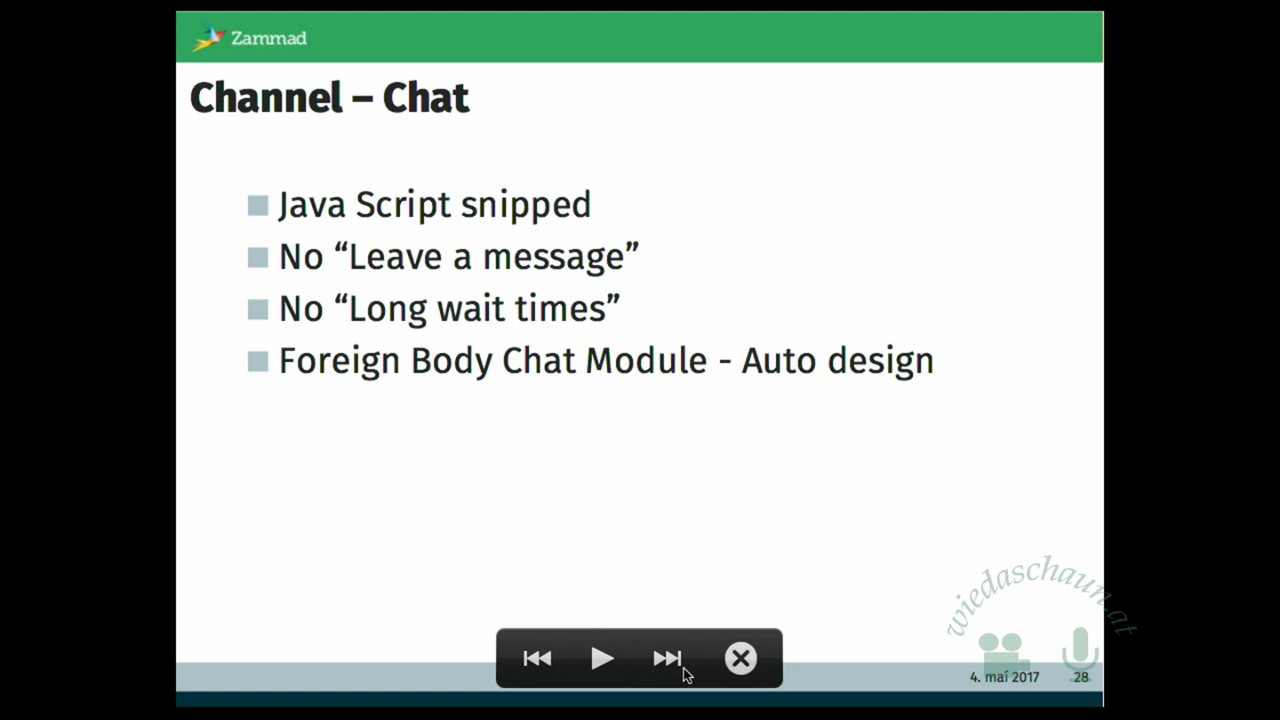 Zammad
Channel – Chat
Java Script snipped
No “Leave a message”
No “Long wait times”
Foreign Body Chat Module - Auto design
wiedaschaun.at
4. mai 2017 28